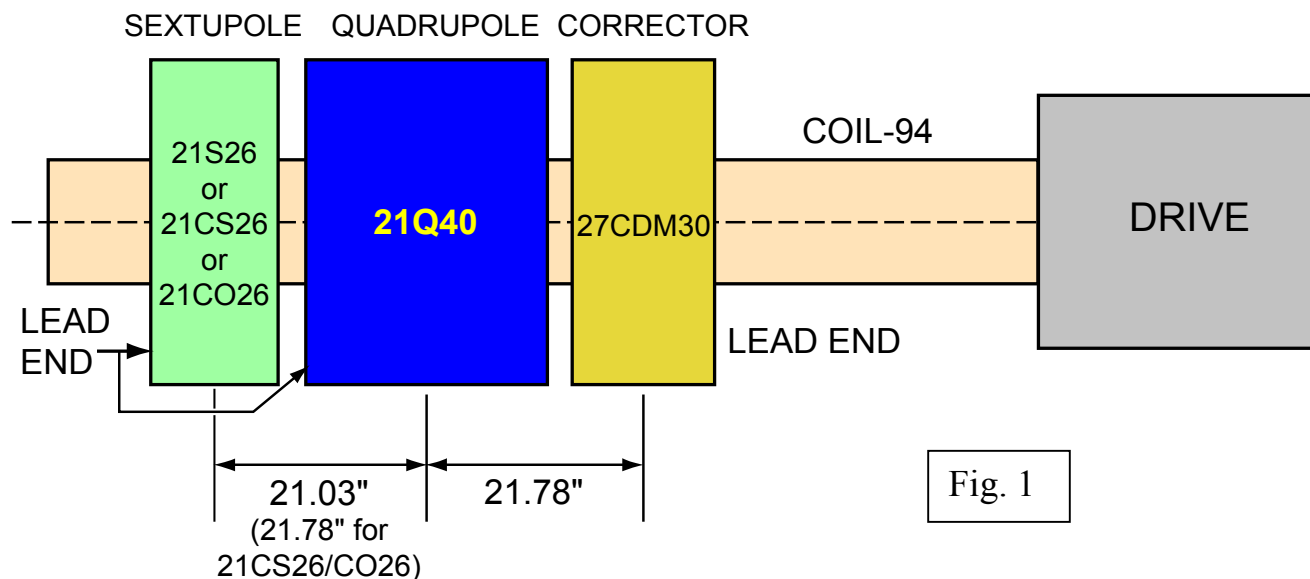 SEXTUPOLE QUADRUPOLE CORRECTOR
COIL-94
21S26
or
21CS26
or
21CO26
21Q40
27CDM30
DRIVE
LEAD
END
LEAD END
21.03"
(21.78" for
21CS26/CO26)
21.78"
Fig. 1